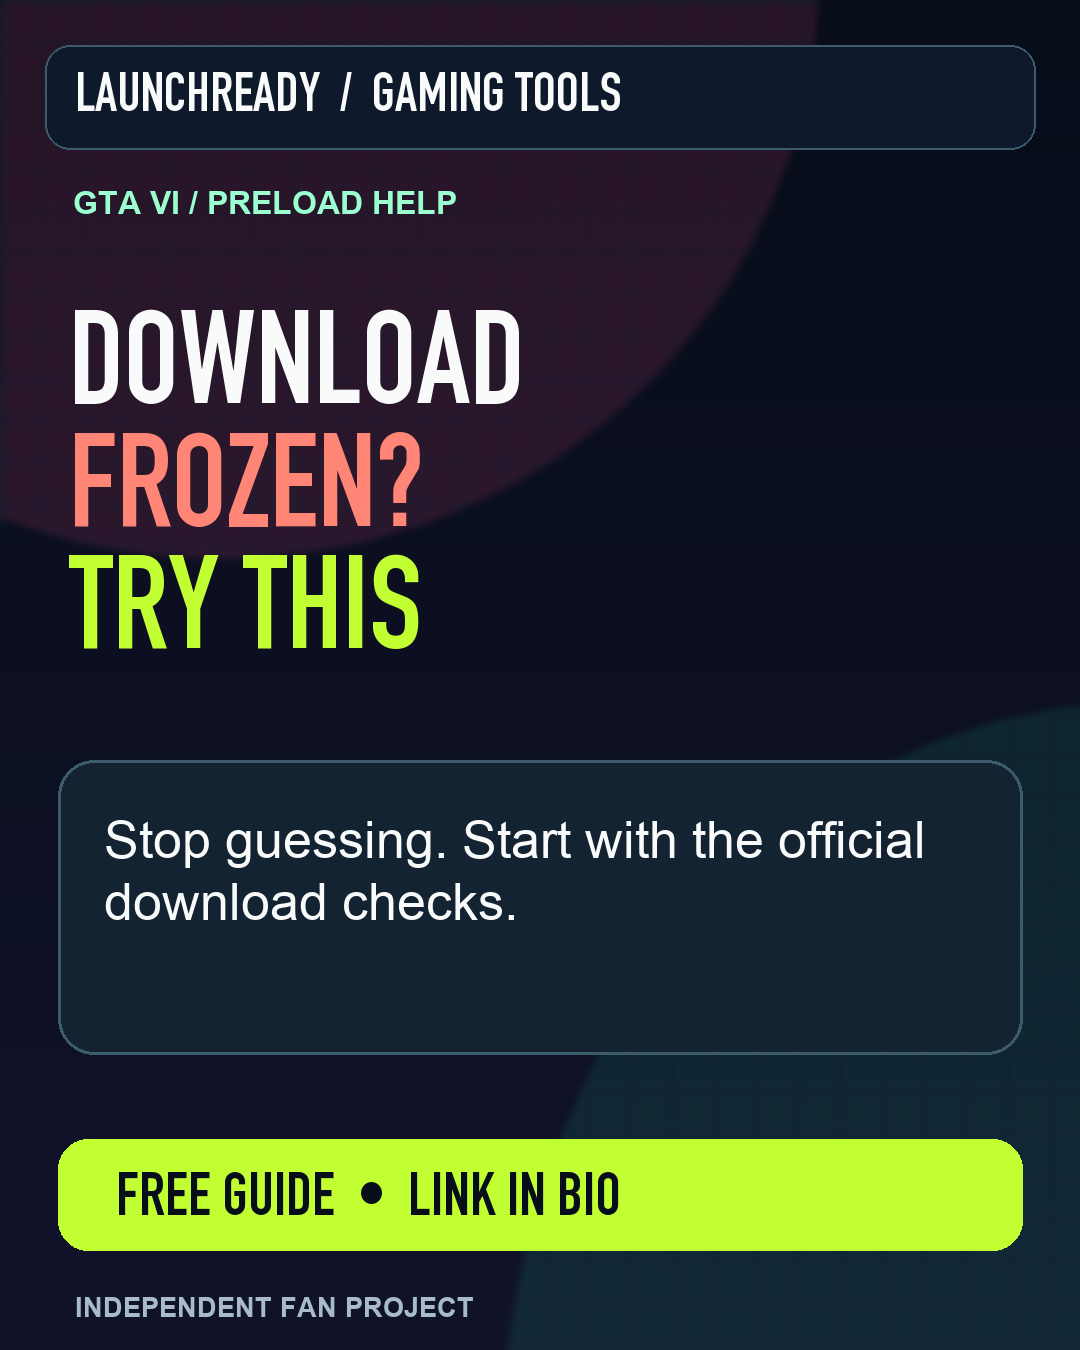 LAUNCHREADY / GAMING TOOLS
GTA VI / PRELOAD HELP
DOWNLOAD
FROZEN?
TRY THIS
Stop guessing. Start with the official
download checks.
FREE GUIDE • LINK IN BIO
INDEPENDENT FAN PROJECT